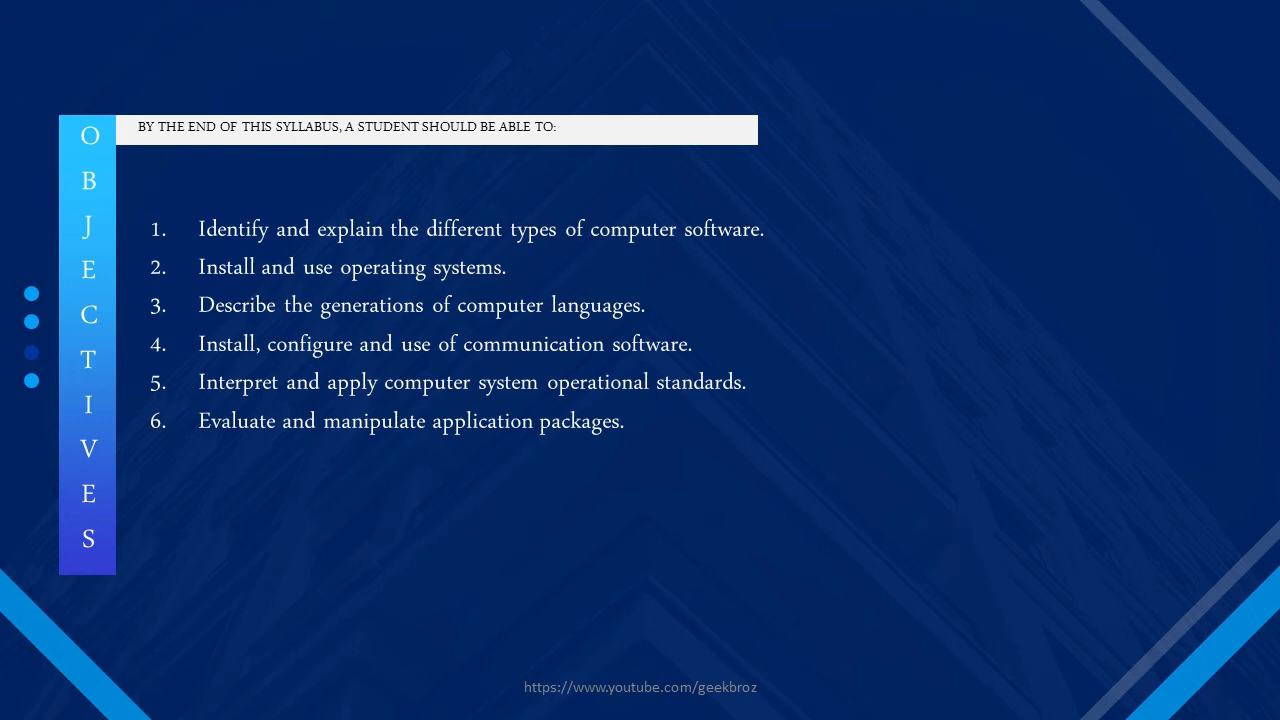 OBJECTIVES
BY THE END OF THIS SYLLABUS, A STUDENT SHOULD BE ABLE TO:
1. Identify and explain the different types of computer software.
2. Install and use operating systems.
3. Describe the generations of computer languages.
4. Install, configure and use of communication software.
5. Interpret and apply computer system operational standards.
6. Evaluate and manipulate application packages.
https://www.youtube.com/geekbroz